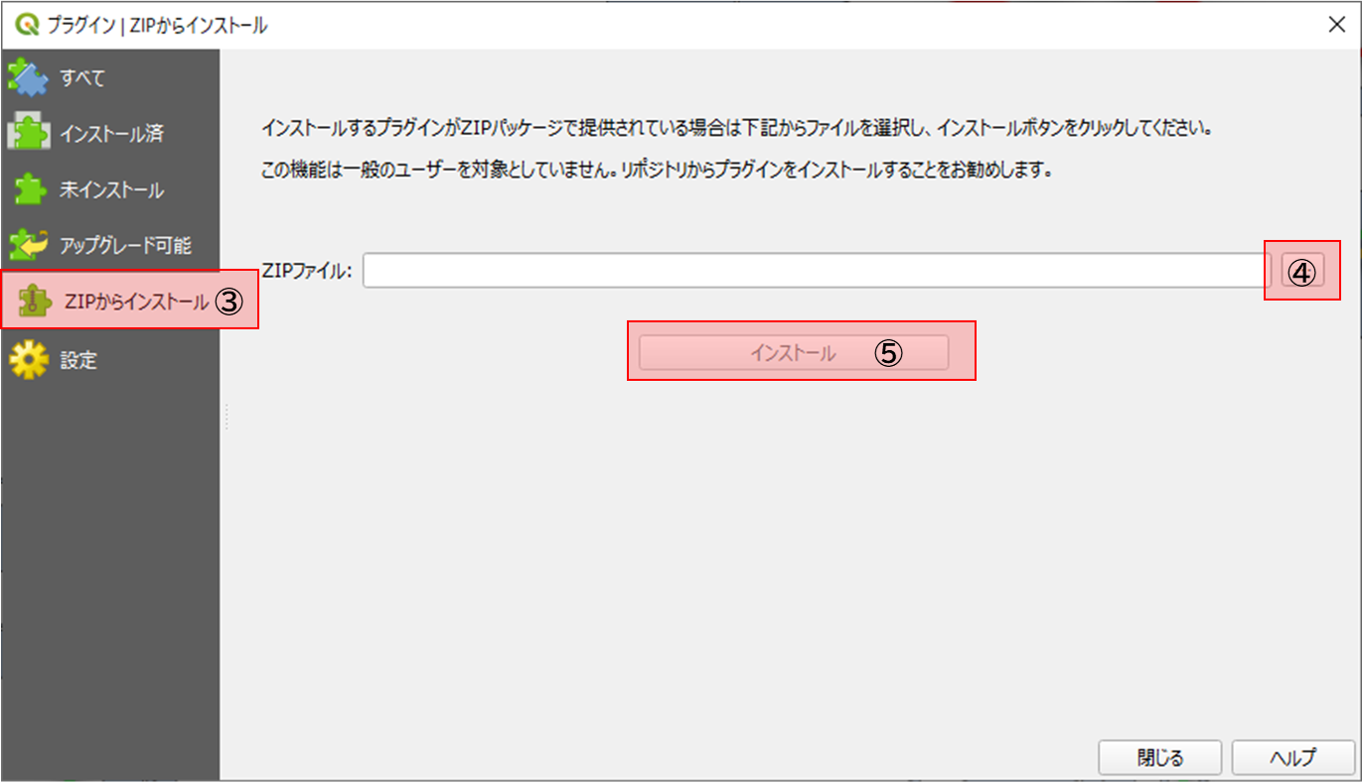 プラグイン | ZIPからインストール
すべて
インストール済
未インストール
アップグレード可能
ZIPからインストール ③
設定
インストールするプラグインがZIPパッケージで提供されている場合は下記からファイルを選択し、インストールボタンをクリックしてください。
この機能は一般のユーザーを対象としていません。リポジトリからプラグインをインストールすることをお勧めします。
ZIPファイル: ④
インストール ⑤
閉じる ヘルプ